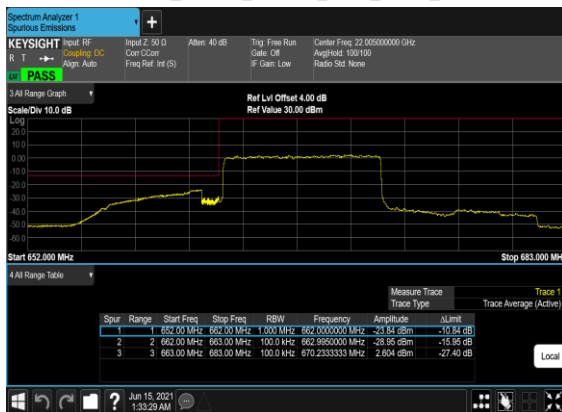 Spectrum Analyzer 1
Spurious Emissions
KEYSIGHT Input: RF Input Z: 50 Ω Atten: 40 dB Trig: Free Run Center Freq: 22.005000000 GHz
R T Coupling: DC Corr CCorr Gate: Off Avg|Hold: 100/100
Align: Auto Freq Ref: Int (S) IF Gain: Low Radio Std: None
PASS
3 All Range Graph
Ref Lvl Offset 4.00 dB
Scale/Div 10.0 dB Ref Value 30.00 dBm
Log
20.0
10.0
0.00
-10.0
-20.0
-30.0
-40.0
-50.0
-60.0
Start 652.000 MHz Stop 683.000 MH
4 All Range Table
Measure Trace Trace 1
Trace Type Trace Average (Active)
Spur Range Start Freq Stop Freq RBW Frequency Amplitude ΔLimit
1 1 652.00 MHz 662.00 MHz 1.000 MHz 662.0000000 MHz -23.84 dBm -10.84 dB
2 2 662.00 MHz 663.00 MHz 100.0 kHz 662.9950000 MHz -28.95 dBm -15.95 dB
3 3 663.00 MHz 683.00 MHz 100.0 kHz 670.2333333 MHz 2.604 dBm -27.40 dB
Local
? Jun 15, 2021
1:33:29 AM